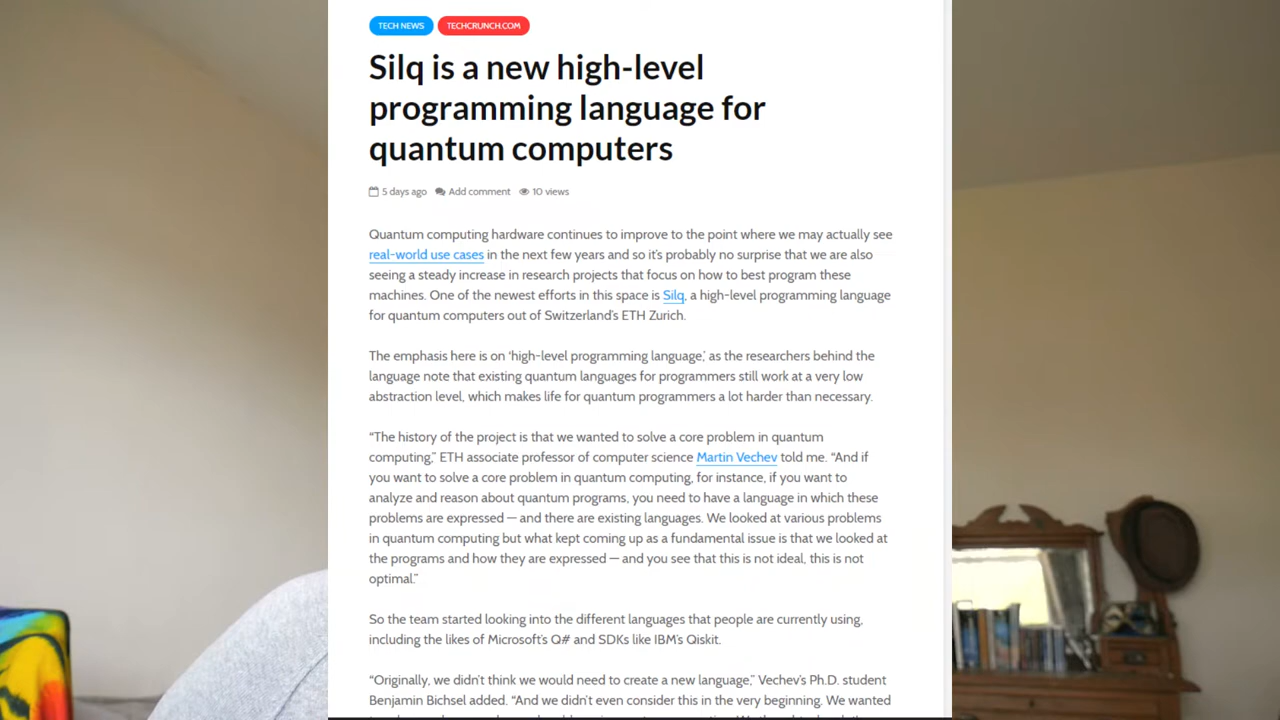 TECH NEWS TECHCRUNCH.COM
Silq is a new high-level
programming language for
quantum computers
5 days ago Add comment 10 views
Quantum computing hardware continues to improve to the point where we may actually see
real-world use cases in the next few years and so it's probably no surprise that we are also
seeing a steady increase in research projects that focus on how to best program these
machines. One of the newest efforts in this space is Silq, a high-level programming language
for quantum computers out of Switzerland's ETH Zurich.
The emphasis here is on ‘high-level programming language,’ as the researchers behind the
language note that existing quantum languages for programmers still work at a very low
abstraction level, which makes life for quantum programmers a lot harder than necessary.
“The history of the project is that we wanted to solve a core problem in quantum
computing,” ETH associate professor of computer science Martin Vechev told me. “And if
you want to solve a core problem in quantum computing, for instance, if you want to
analyze and reason about quantum programs, you need to have a language in which these
problems are expressed — and there are existing languages. We looked at various problems
in quantum computing but what kept coming up as a fundamental issue is that we looked at
the programs and how they are expressed — and you see that this is not ideal, this is not
optimal.”
So the team started looking into the different languages that people are currently using,
including the likes of Microsoft's Q# and SDKs like IBM's Qiskit.
“Originally, we didn't think we would need to create a new language,” Vechev's Ph.D. student
Benjamin Bichsel added. “And we didn't even consider this in the very beginning. We wanted